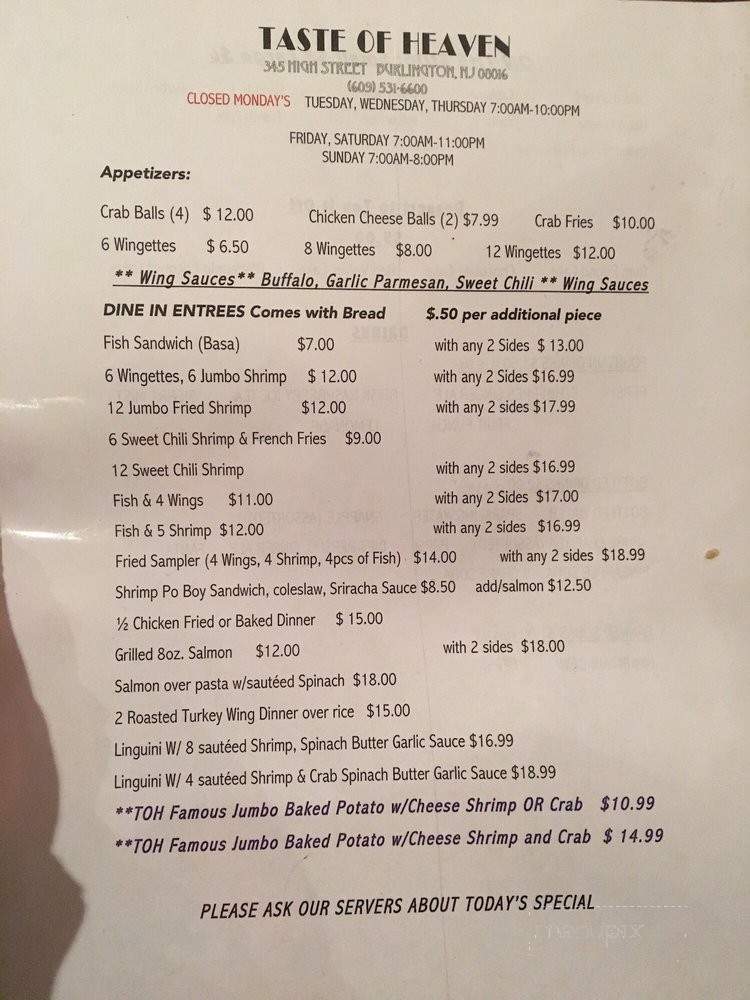 TASTE OF HEAVEN
345 HIGH STREET BURLINGTON, NJ 08016
(609) 531-6600
CLOSED MONDAY'S TUESDAY, WEDNESDAY, THURSDAY 7:00AM-10:00PM
FRIDAY, SATURDAY 7:00AM-11:00PM
SUNDAY 7:00AM-8:00PM
Appetizers:
Crab Balls (4) $ 12.00 Chicken Cheese Balls (2) $7.99 Crab Fries $10.00
6 Wingettes $ 6.50 8 Wingettes $8.00 12 Wingettes $12.00
** Wing Sauces** Buffalo, Garlic Parmesan, Sweet Chili ** Wing Sauces
DINE IN ENTREES Comes with Bread $.50 per additional piece
Fish Sandwich (Basa) $7.00 with any 2 Sides $ 13.00
6 Wingettes, 6 Jumbo Shrimp $ 12.00 with any 2 Sides $16.99
12 Jumbo Fried Shrimp $12.00 with any 2 sides $17.99
6 Sweet Chili Shrimp & French Fries $9.00
12 Sweet Chili Shrimp with any 2 sides $16.99
Fish & 4 Wings $11.00 with any 2 Sides $17.00
Fish & 5 Shrimp $12.00 with any 2 sides $16.99
Fried Sampler (4 Wings, 4 Shrimp, 4pcs of Fish) $14.00 with any 2 sides $18.99
Shrimp Po Boy Sandwich, coleslaw, Sriracha Sauce $8.50 add/salmon $12.50
½ Chicken Fried or Baked Dinner $ 15.00
Grilled 8oz. Salmon $12.00 with 2 sides $18.00
Salmon over pasta w/sautéed Spinach $18.00
2 Roasted Turkey Wing Dinner over rice $15.00
Linguini W/ 8 sautéed Shrimp, Spinach Butter Garlic Sauce $16.99
Linguini W/ 4 sautéed Shrimp & Crab Spinach Butter Garlic Sauce $18.99
**TOH Famous Jumbo Baked Potato w/Cheese Shrimp OR Crab $10.99
**TOH Famous Jumbo Baked Potato w/Cheese Shrimp and Crab $ 14.99
PLEASE ASK OUR SERVERS ABOUT TODAY'S SPECIAL